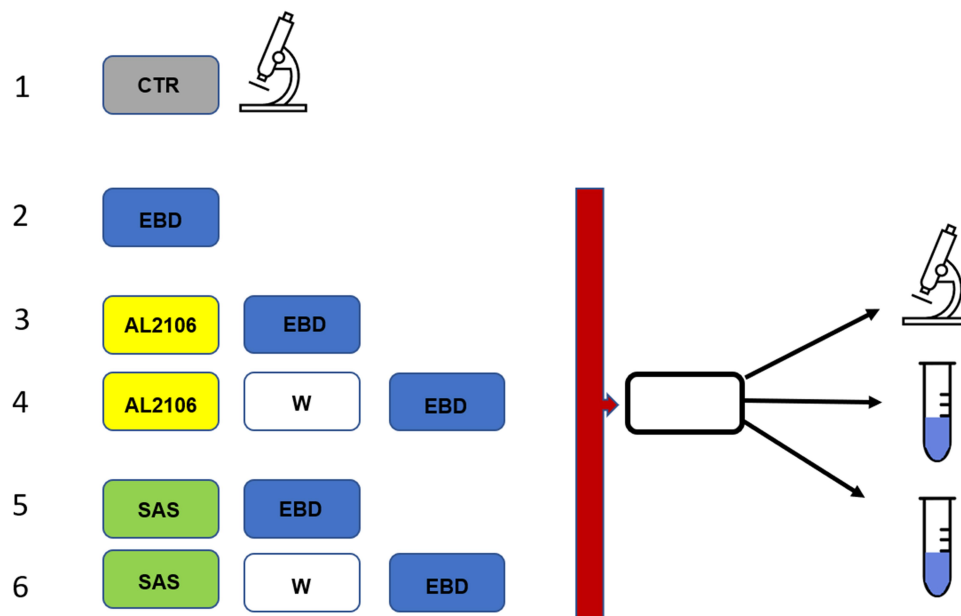 1 CTR
2 EBD
3 AL2106 EBD
4 AL2106 W EBD
5 SAS EBD
6 SAS W EBD